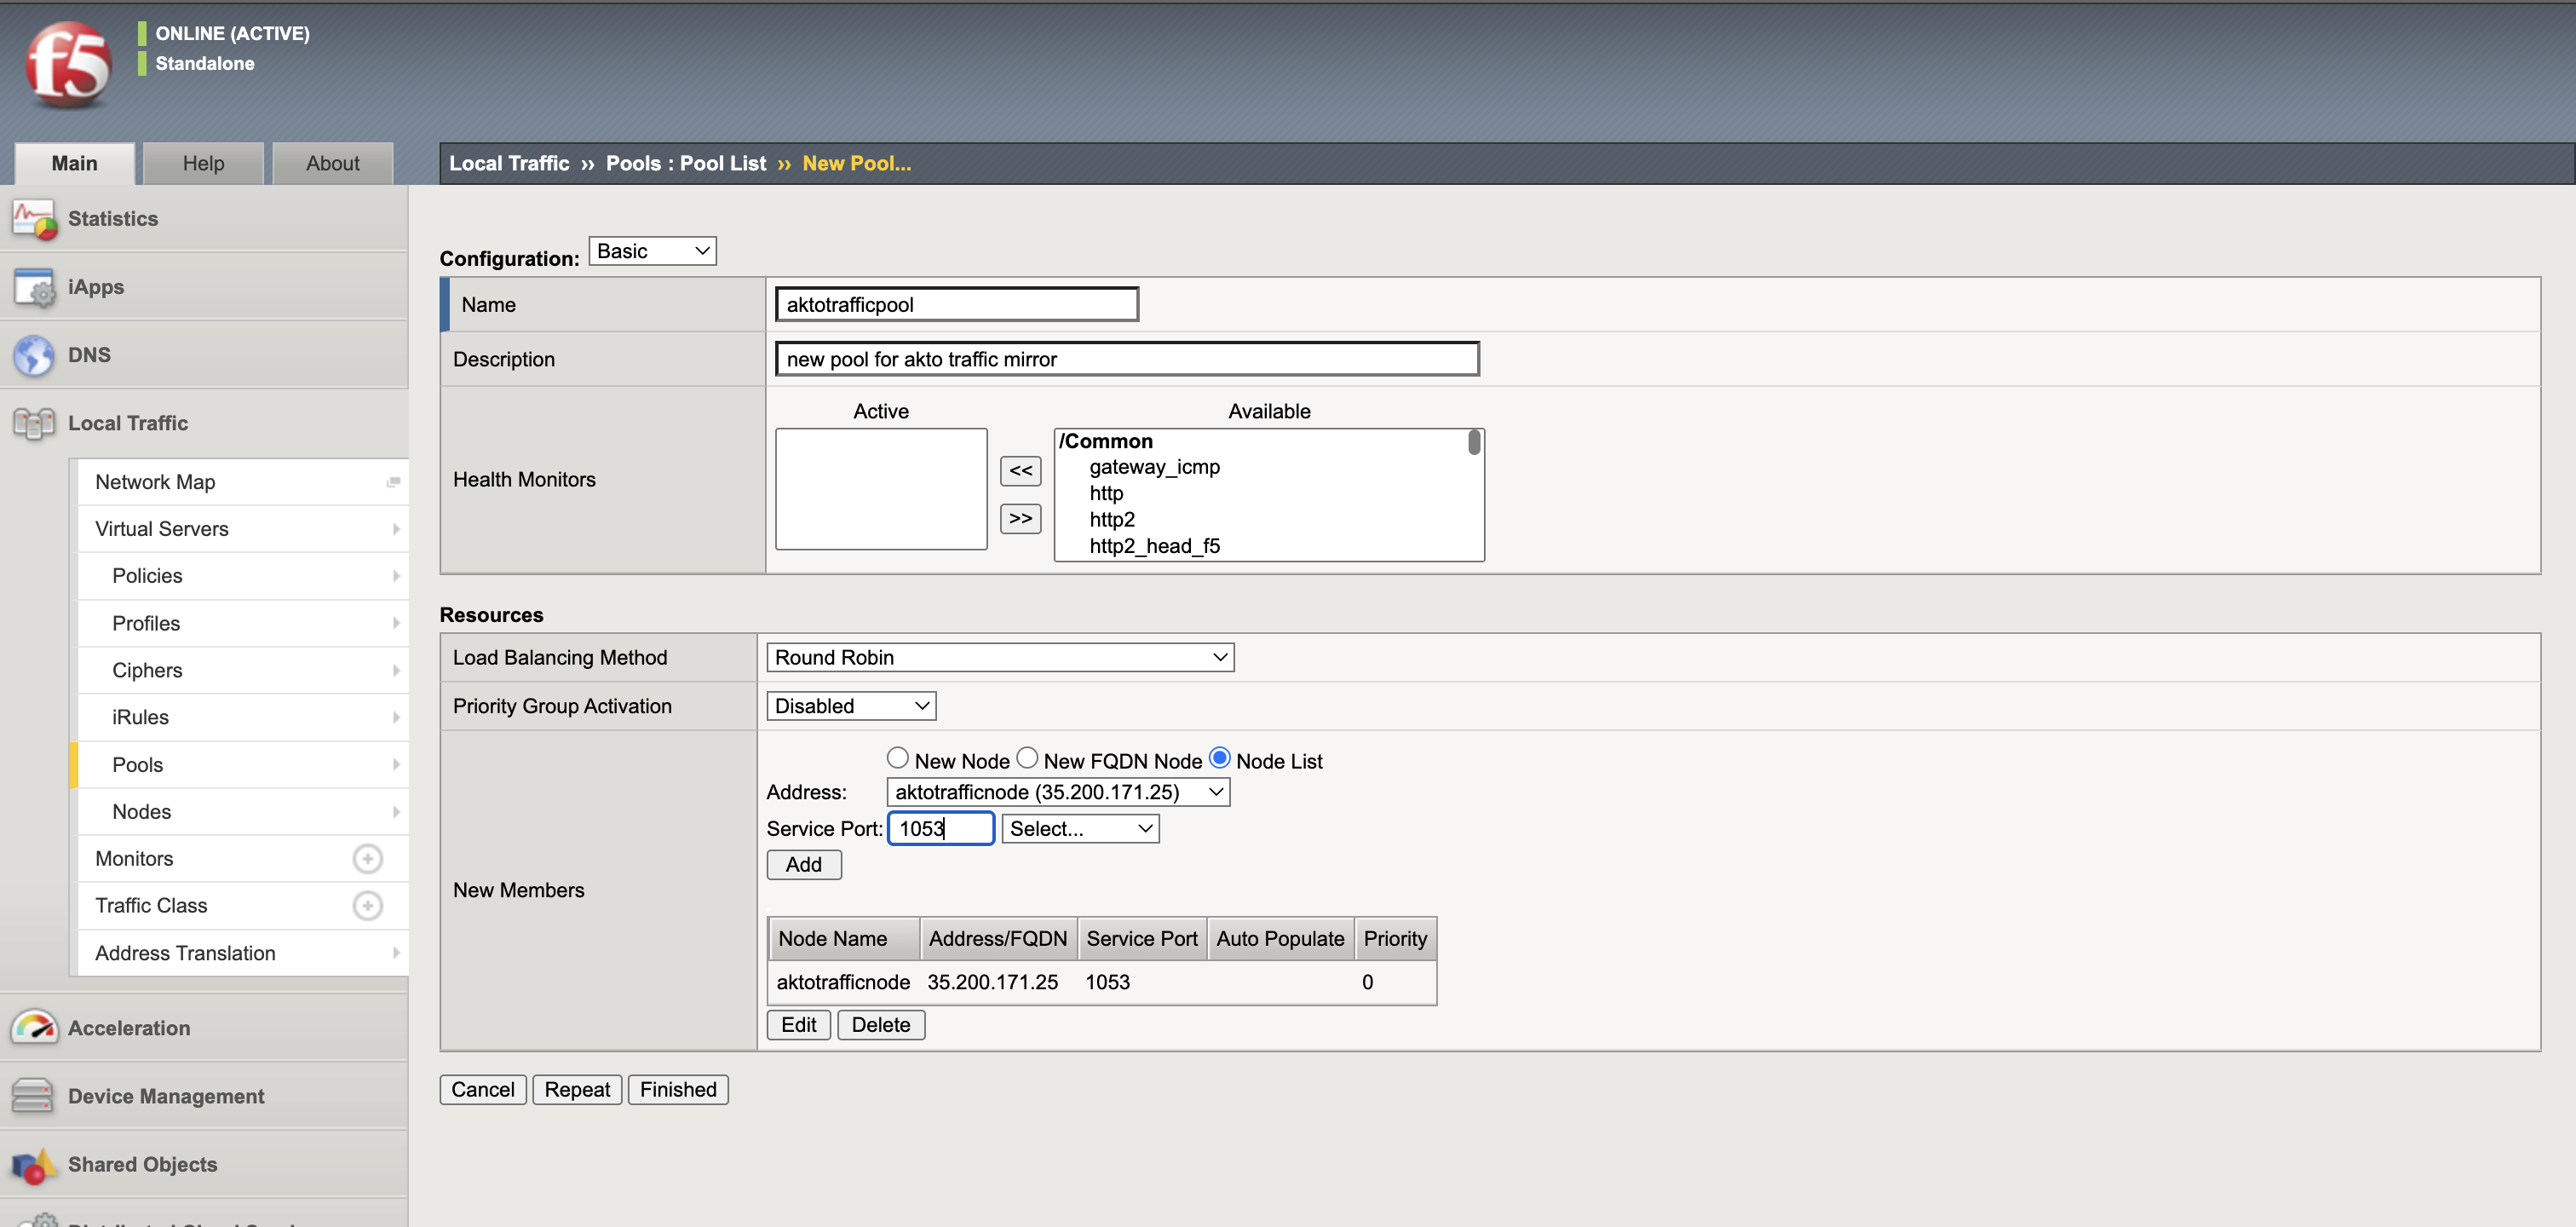 f5
ONLINE (ACTIVE)
Standalone
Main
Help
About
Local Traffic ›› Pools : Pool List ›› New Pool...
Statistics
iApps
DNS
Local Traffic
Network Map
Virtual Servers
Policies
Profiles
Ciphers
iRules
Pools
Nodes
Monitors
Traffic Class
Address Translation
Acceleration
Device Management
Shared Objects
Configuration: Basic
Name aktotrafficpool
Description new pool for akto traffic mirror
Health Monitors
Active
Available
<<
>>
/Common
gateway_icmp
http
http2
http2_head_f5
Resources
Load Balancing Method Round Robin
Priority Group Activation Disabled
New Members
New Node New FQDN Node Node List
Address: aktotrafficnode (35.200.171.25)
Service Port: 1053 Select...
Add
Node Name Address/FQDN Service Port Auto Populate Priority
aktotrafficnode 35.200.171.25 1053 0
Edit Delete
Cancel Repeat Finished